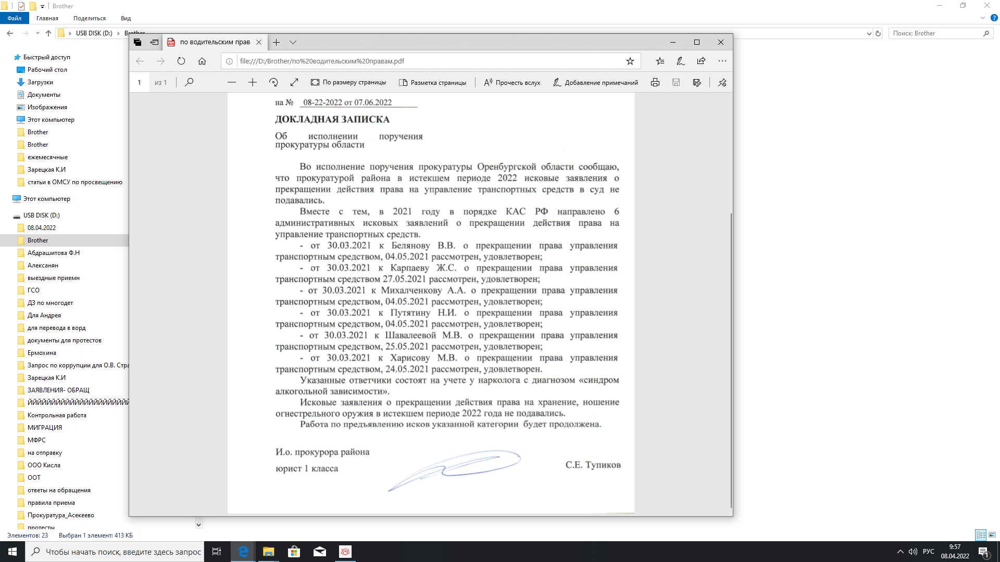 Brother
Файл Главная Поделиться Вид
USB DISK (D:) Brother
Поиск: Brother
по водительским прав
file:///D:/Brother/по%20водительским%20правам.pdf
1 из 1 По размеру страницы Разметка страницы Прочесть вслух Добавление примечаний
Быстрый доступ
Рабочий стол
Загрузки
Документы
Изображения
Этот компьютер
Brother
Brother
ежемесячные
Зарецкая К.И
статьи в ОМСУ по просвещению
Этот компьютер
USB DISK (D:)
08.04.2022
Brother
Абдрашитова Ф.Н
Алексанян
выездные приемн
ГСО
ДЗ по многодет
Для Андрея
для перевода в ворд
документы для протестов
Ермохина
Запрос по коррупции для О.В. Стра
Зарецкая К.И
ЗАЯВЛЕНИЯ- ОБРАЩ
Контрольная работа
МИГРАЦИЯ
МФРС
на отправку
ООО Кисла
ООТ
ответы на обращения
правила приема
Прокуратура_Асекеево
протесты
на № 08-22-2022 от 07.06.2022
ДОКЛАДНАЯ ЗАПИСКА
Об исполнении поручения
прокуратуры области
Во исполнение поручения прокуратуры Оренбургской области сообщаю,
что прокуратурой района в истекшем периоде 2022 исковые заявления о
прекращении действия права на управление транспортных средств в суд не
подавались.
Вместе с тем, в 2021 году в порядке КАС РФ направлено 6
административных исковых заявлений о прекращении действия права на
управление транспортных средств.
- от 30.03.2021 к Белянову В.В. о прекращении права управления
транспортным средством, 04.05.2021 рассмотрен, удовлетворен;
- от 30.03.2021 к Карпаеву Ж.С. о прекращении права управления
транспортным средством 27.05.2021 рассмотрен, удовлетворен;
- от 30.03.2021 к Михалченкову А.А. о прекращении права управления
транспортным средством, 04.05.2021 рассмотрен, удовлетворен;
- от 30.03.2021 к Путятину Н.И. о прекращении права управления
транспортным средством, 04.05.2021 рассмотрен, удовлетворен;
- от 30.03.2021 к Шавалеевой М.В. о прекращении права управления
транспортным средством, 25.05.2021 рассмотрен, удовлетворен;
- от 30.03.2021 к Харисову М.В. о прекращении права управления
транспортным средством, 24.05.2021 рассмотрен, удовлетворен.
Указанные ответчики состоят на учете у нарколога с диагнозом «синдром
алкогольной зависимости».
Исковые заявления о прекращении действия права на хранение, ношение
огнестрельного оружия в истекшем периоде 2022 года не подавались.
Работа по предъявлению исков указанной категории будет продолжена.
И.о. прокурора района
юрист 1 класса
С.Е. Тупиков
Элементов: 23 Выбран 1 элемент: 413 КБ
Чтобы начать поиск, введите здесь запрос
РУС
9:57
08.04.2022
1